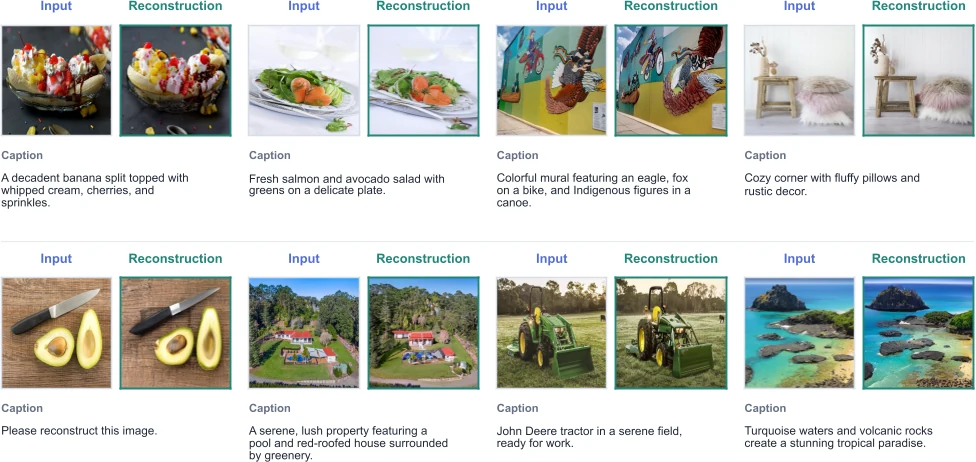 Input Reconstruction Input Reconstruction Input Reconstruction Input Reconstruction
Caption Caption Caption Caption
A decadent banana split topped with
whipped cream, cherries, and
sprinkles.
Fresh salmon and avocado salad with
greens on a delicate plate.
Colorful mural featuring an eagle, fox
on a bike, and Indigenous figures in a
canoe.
Cozy corner with fluffy pillows and
rustic decor.
Input Reconstruction Input Reconstruction Input Reconstruction Input Reconstruction
Caption Caption Caption Caption
Please reconstruct this image.
A serene, lush property featuring a
pool and red-roofed house surrounded
by greenery.
John Deere tractor in a serene field,
ready for work.
Turquoise waters and volcanic rocks
create a stunning tropical paradise.